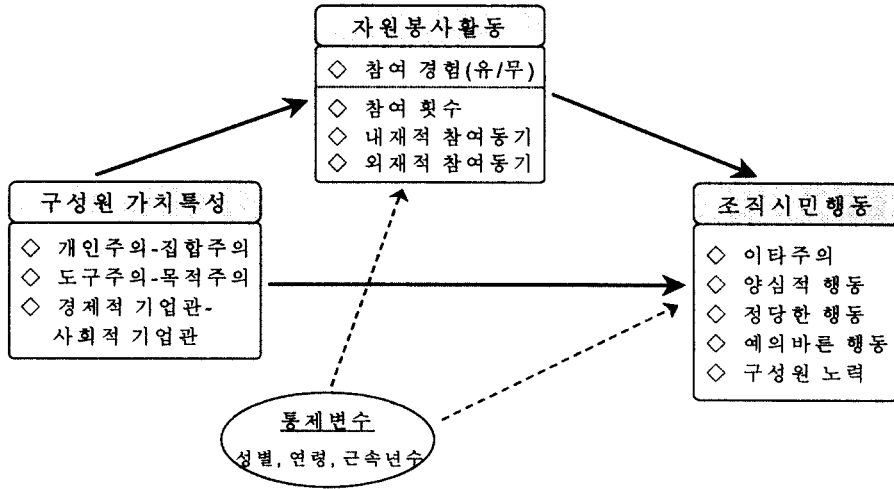 자원봉사활동
◇ 참여 경험(유/무)
◇ 참여 횟수
◇ 내재적 참여동기
◇ 외재적 참여동기
구성원 가치특성
◇ 개인주의-집합주의
◇ 도구주의-목적주의
◇ 경제적 기업관-
사회적 기업관
조직시민행동
◇ 이타주의
◇ 양심적 행동
◇ 정당한 행동
◇ 예의바른 행동
◇ 구성원 노력
통제변수
성별, 연령, 근속년수